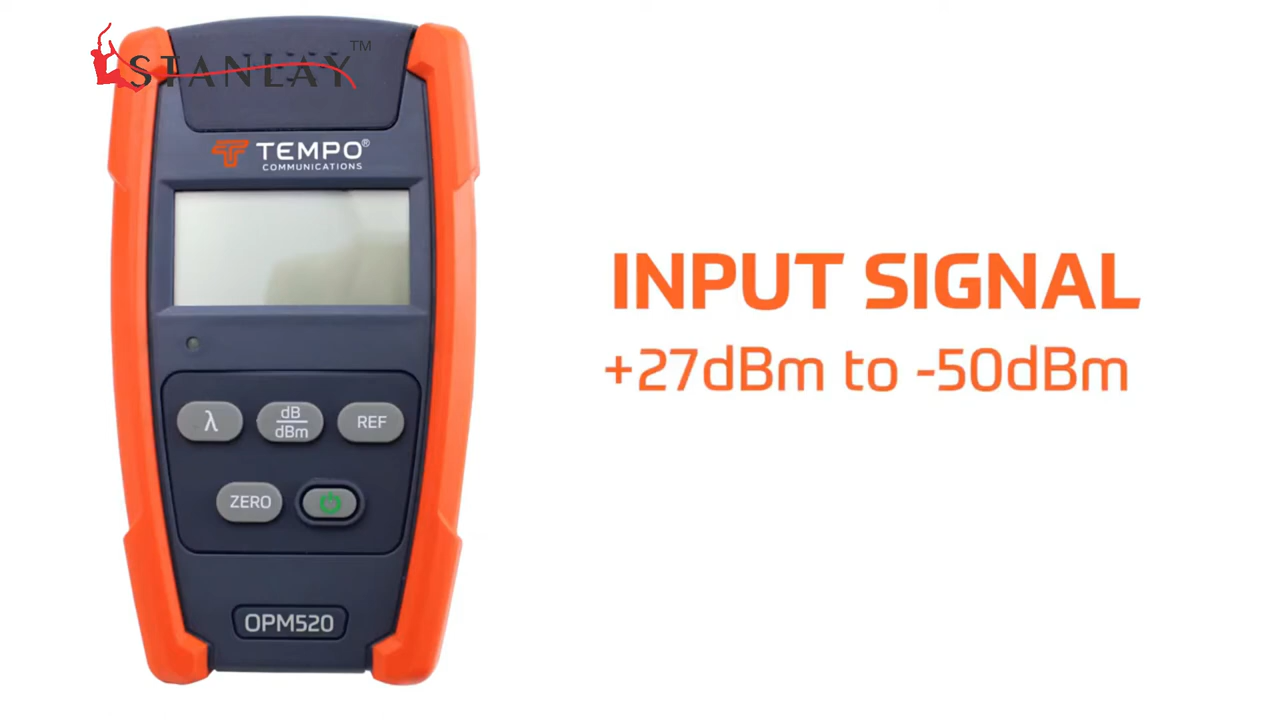 STANLAY™
TEMPO®
COMMUNICATIONS
INPUT SIGNAL
+27dBm to -50dBm
λ
dB
dBm
REF
ZERO
OPM520